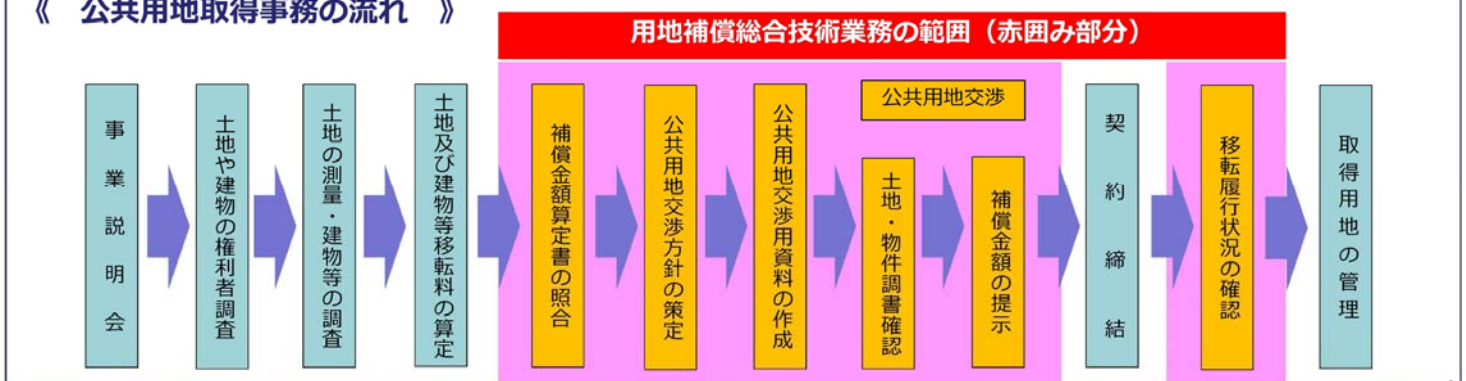 《　公共用地取得事務の流れ　》
用地補償総合技術業務の範囲（赤囲み部分）
事業説明会
土地や建物の権利者調査
土地の測量・建物等の調査
土地及び建物等移転料の算定
補償金額算定書の照合
公共用地交渉方針の策定
公共用地交渉用資料の作成
公共用地交渉
土地・物件調書確認
補償金額の提示
契約締結
移転履行状況の確認
取得用地の管理